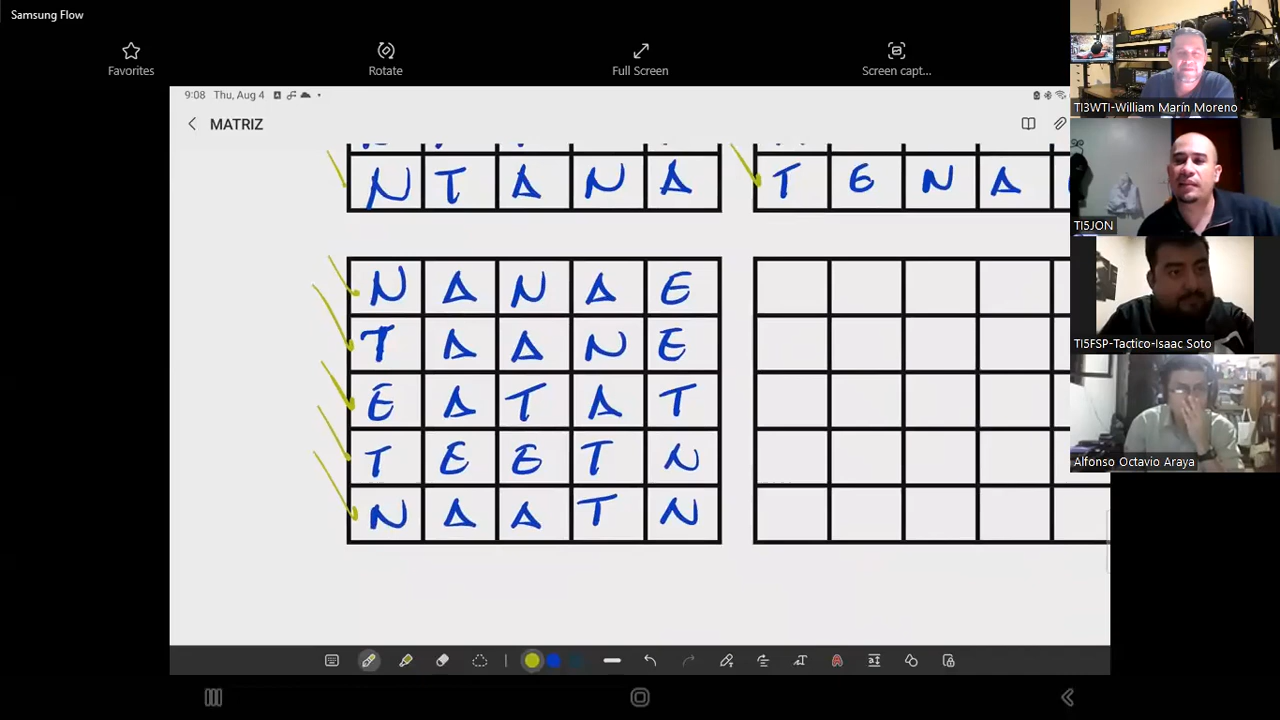 Samsung Flow
Favorites
Rotate
Full Screen
Screen capt...
9:08 Thu, Aug 4
MATRIZ
N T A N A
T E N A
N A N A E
T A A N E
E A T A T
T E E T N
N A A T N
TI3WTI-William Marín Moreno
TI5JON
TI5FSP-Tactico-Isaac Soto
Alfonso Octavio Araya